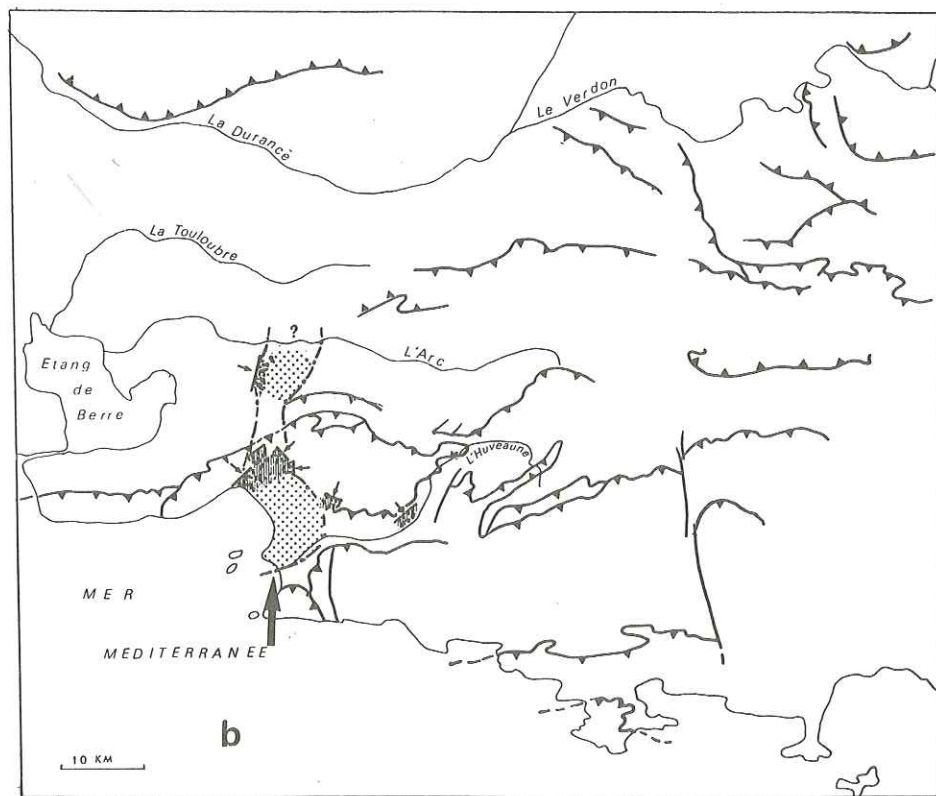 Le Verdon
La Durance
La Touloubre
?
L'Arc
Etang
de
Berre
L'Huveaune
MER
MEDITERRANEE
b
10 KM